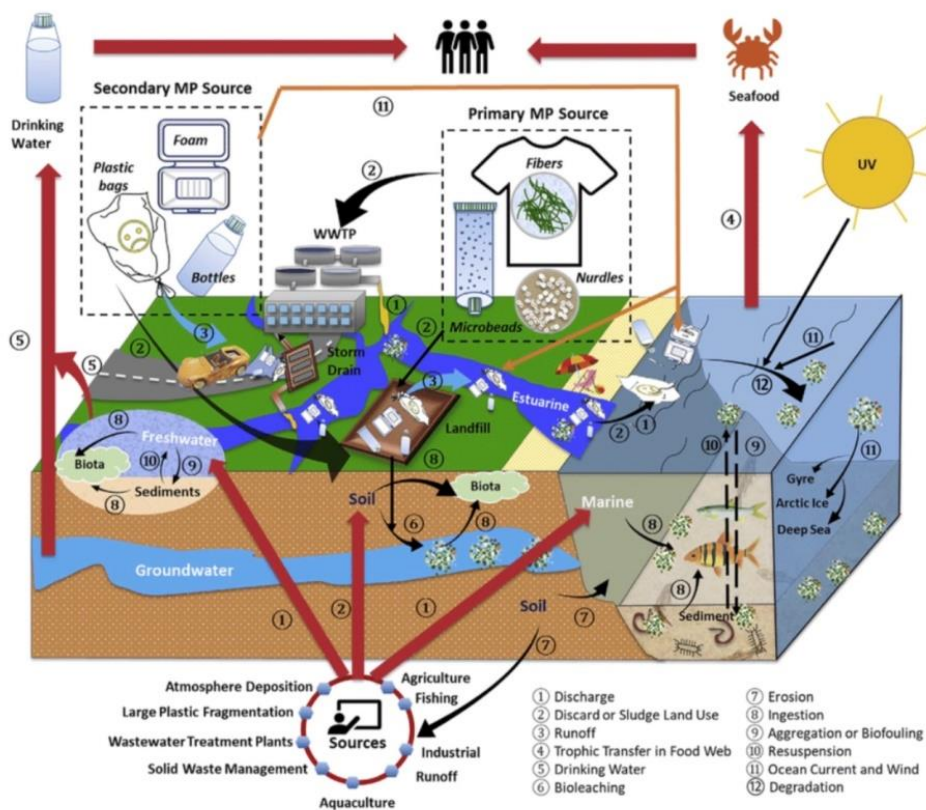 Drinking
Water
Seafood
Secondary MP Source
Foam
Plastic
bags
Bottles
⑪
Primary MP Source
Fibers
Nurdles
Microbeads
②
WWTP
UV
④
⑤
⑤
③
②
①
②
③
Storm
Drain
Landfill
Estuarine
②
①
⑪
⑫
⑩
⑨
⑪
Gyre
Arctic Ice
Deep Sea
⑧
Freshwater
Biota
⑩
⑨
⑧
Sediments
⑧
Soil
Biota
⑥
⑧
Groundwater
Marine
⑧
⑧
Sediment
Soil
⑦
⑦
①
②
①
Atmosphere Deposition
Large Plastic Fragmentation
Wastewater Treatment Plants
Solid Waste Management
Aquaculture
Runoff
Industrial
Fishing
Agriculture
Sources
① Discharge
② Discard or Sludge Land Use
③ Runoff
④ Trophic Transfer in Food Web
⑤ Drinking Water
⑥ Bioleaching
⑦ Erosion
⑧ Ingestion
⑨ Aggregation or Biofouling
⑩ Resuspension
⑪ Ocean Current and Wind
⑫ Degradation